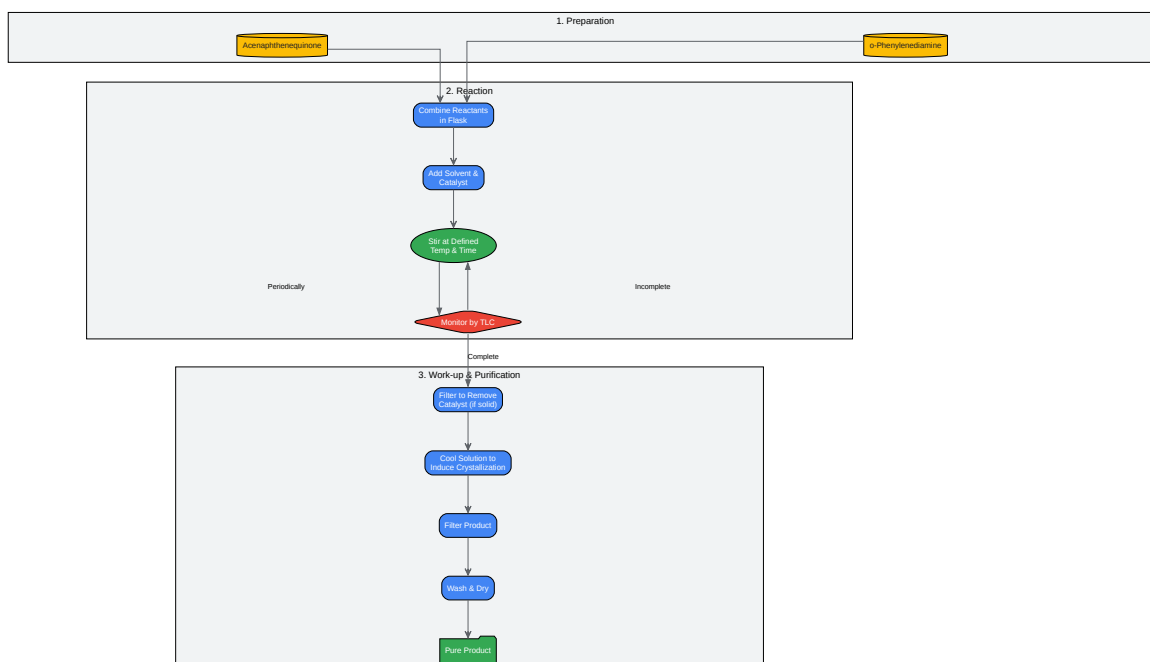 1. Preparation
Acenaphthenequinone
o-Phenylenediamine
2. Reaction
Combine Reactants
in Flask
Add Solvent &
Catalyst
Stir at Defined
Temp & Time
Periodically
Incomplete
Monitor by TLC
Complete
3. Work-up & Purification
Filter to Remove
Catalyst (if solid)
Cool Solution to
Induce Crystallization
Filter Product
Wash & Dry
Pure Product